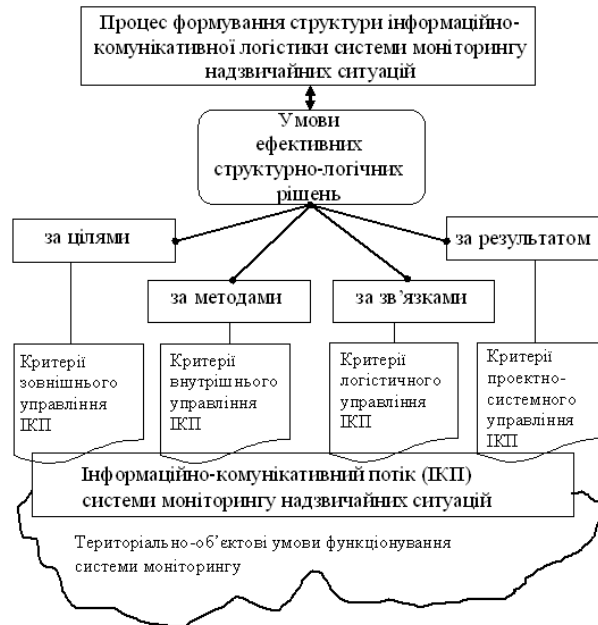 Процес формування структури інформаційно-
комунікативної логістики системи моніторингу
надзвичайних ситуацій
Умови
ефективних
структурно-логічних
рішень
за цілями
за результатом
за методами
за зв’язками
Критерії
зовнішнього
управління
ІКП
Критерії
внутрішнього
управління
ІКП
Критерії
логістичного
управління
ІКП
Критерії
проектно-
системного
управління
ІКП
Інформаційно-комунікативний потік (ІКП)
системи моніторингу надзвичайних ситуацій
Територіально-об’єктові умови функціонування
системи моніторингу